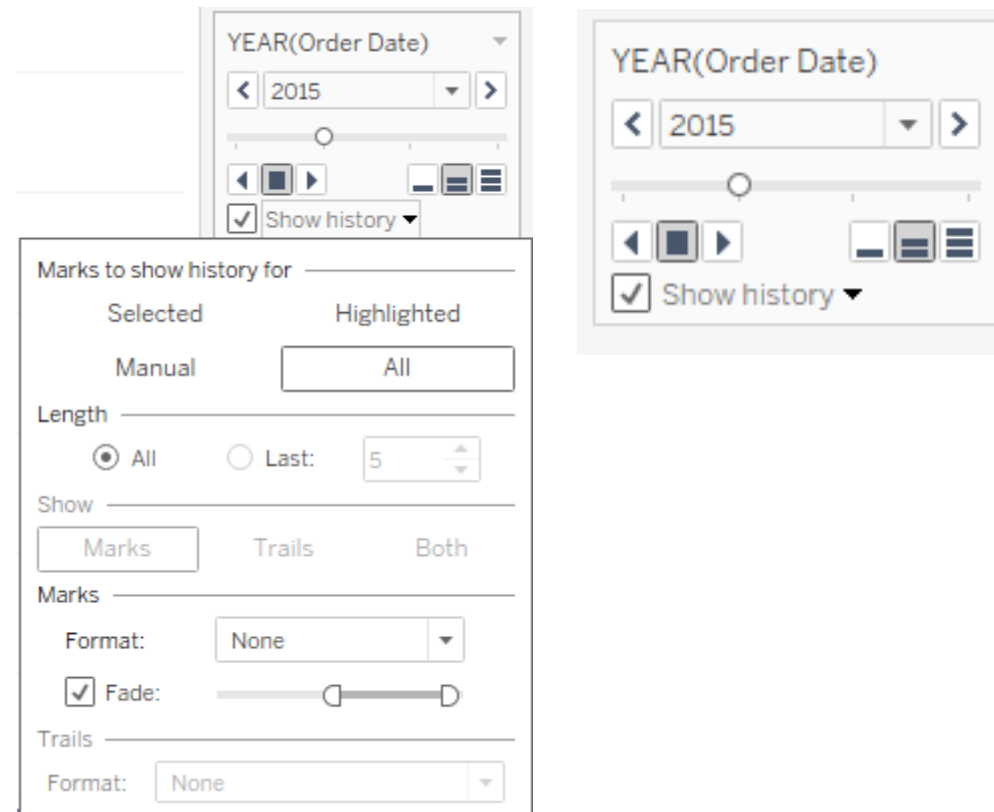 YEAR(Order Date)
2015
Show history
Marks to show history for
Selected Highlighted
Manual All
Length
All Last: 5
Show
Marks Trails Both
Marks
Format: None
Fade:
Trails
Format: None
YEAR(Order Date)
2015
Show history